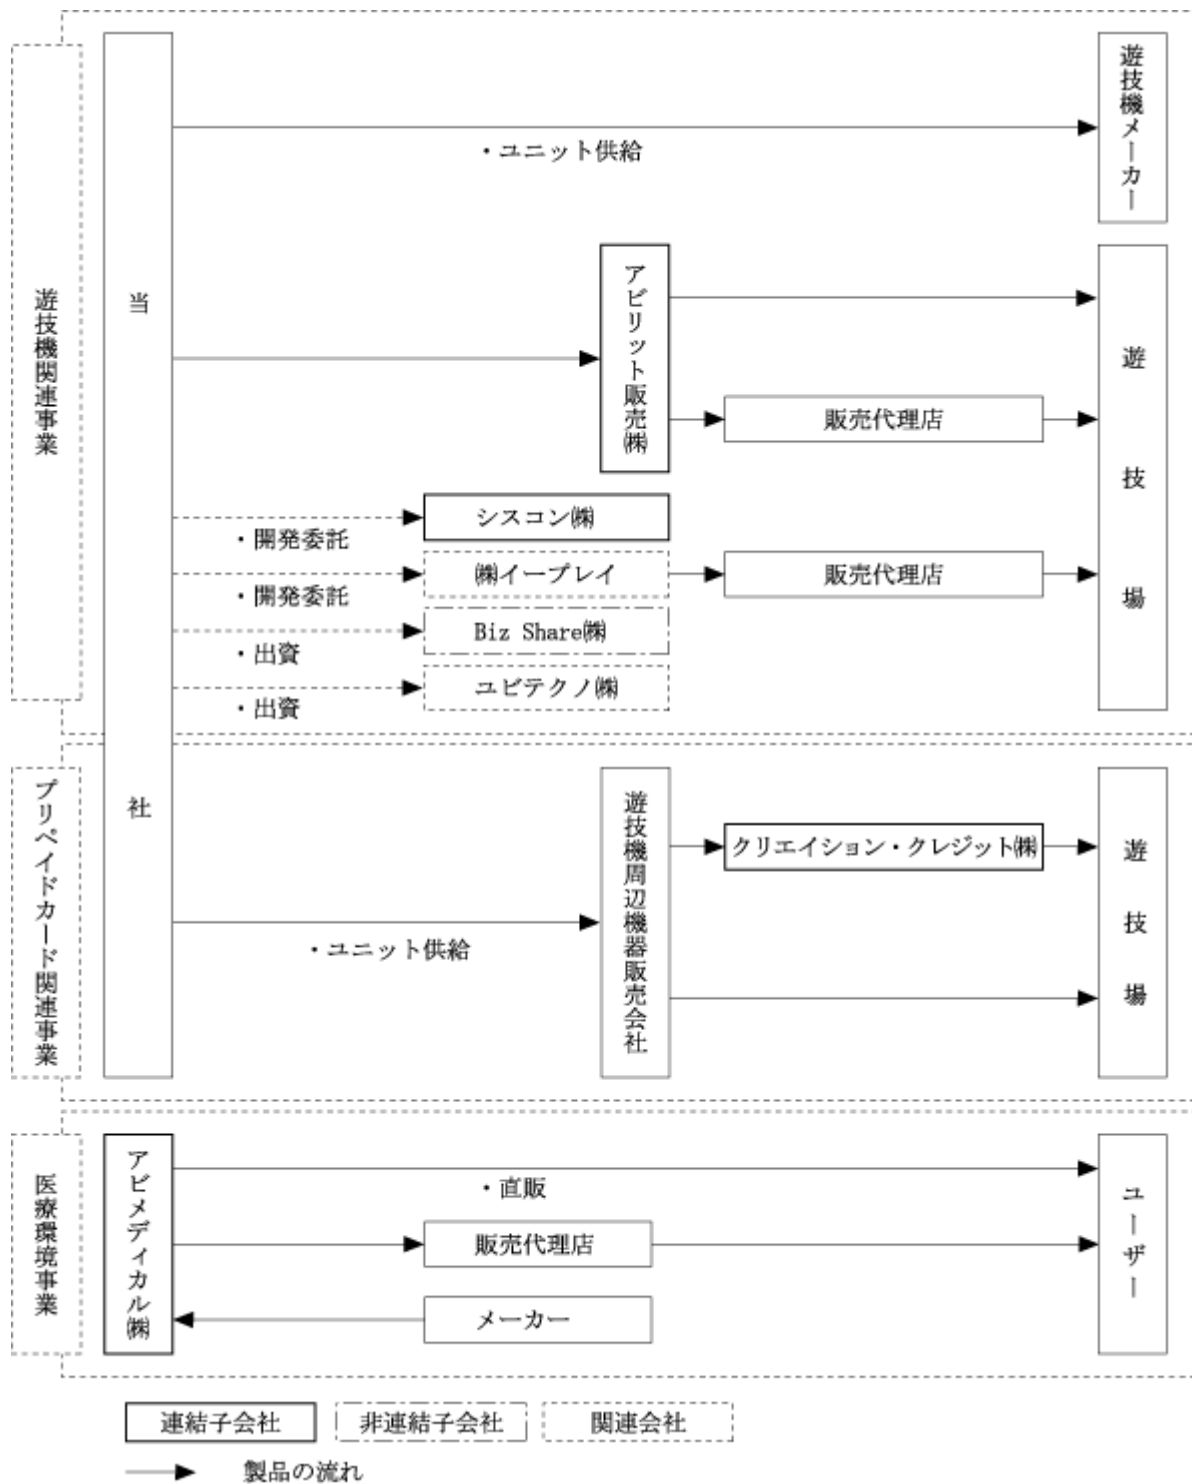 遊技機関連事業
当社
・ユニット供給
遊技機メーカー
アビリット販売㈱
販売代理店
遊技場
シスコン㈱
・開発委託
㈱イープレイ
販売代理店
・開発委託
Biz Share㈱
・出資
ユビテクノ㈱
・出資
プリペイドカード関連事業
・ユニット供給
遊技機周辺機器販売会社
クリエイション・クレジット㈱
遊技場
医療環境事業
アビメディカル㈱
・直販
販売代理店
メーカー
ユーザー
連結子会社
非連結子会社
関連会社
製品の流れ